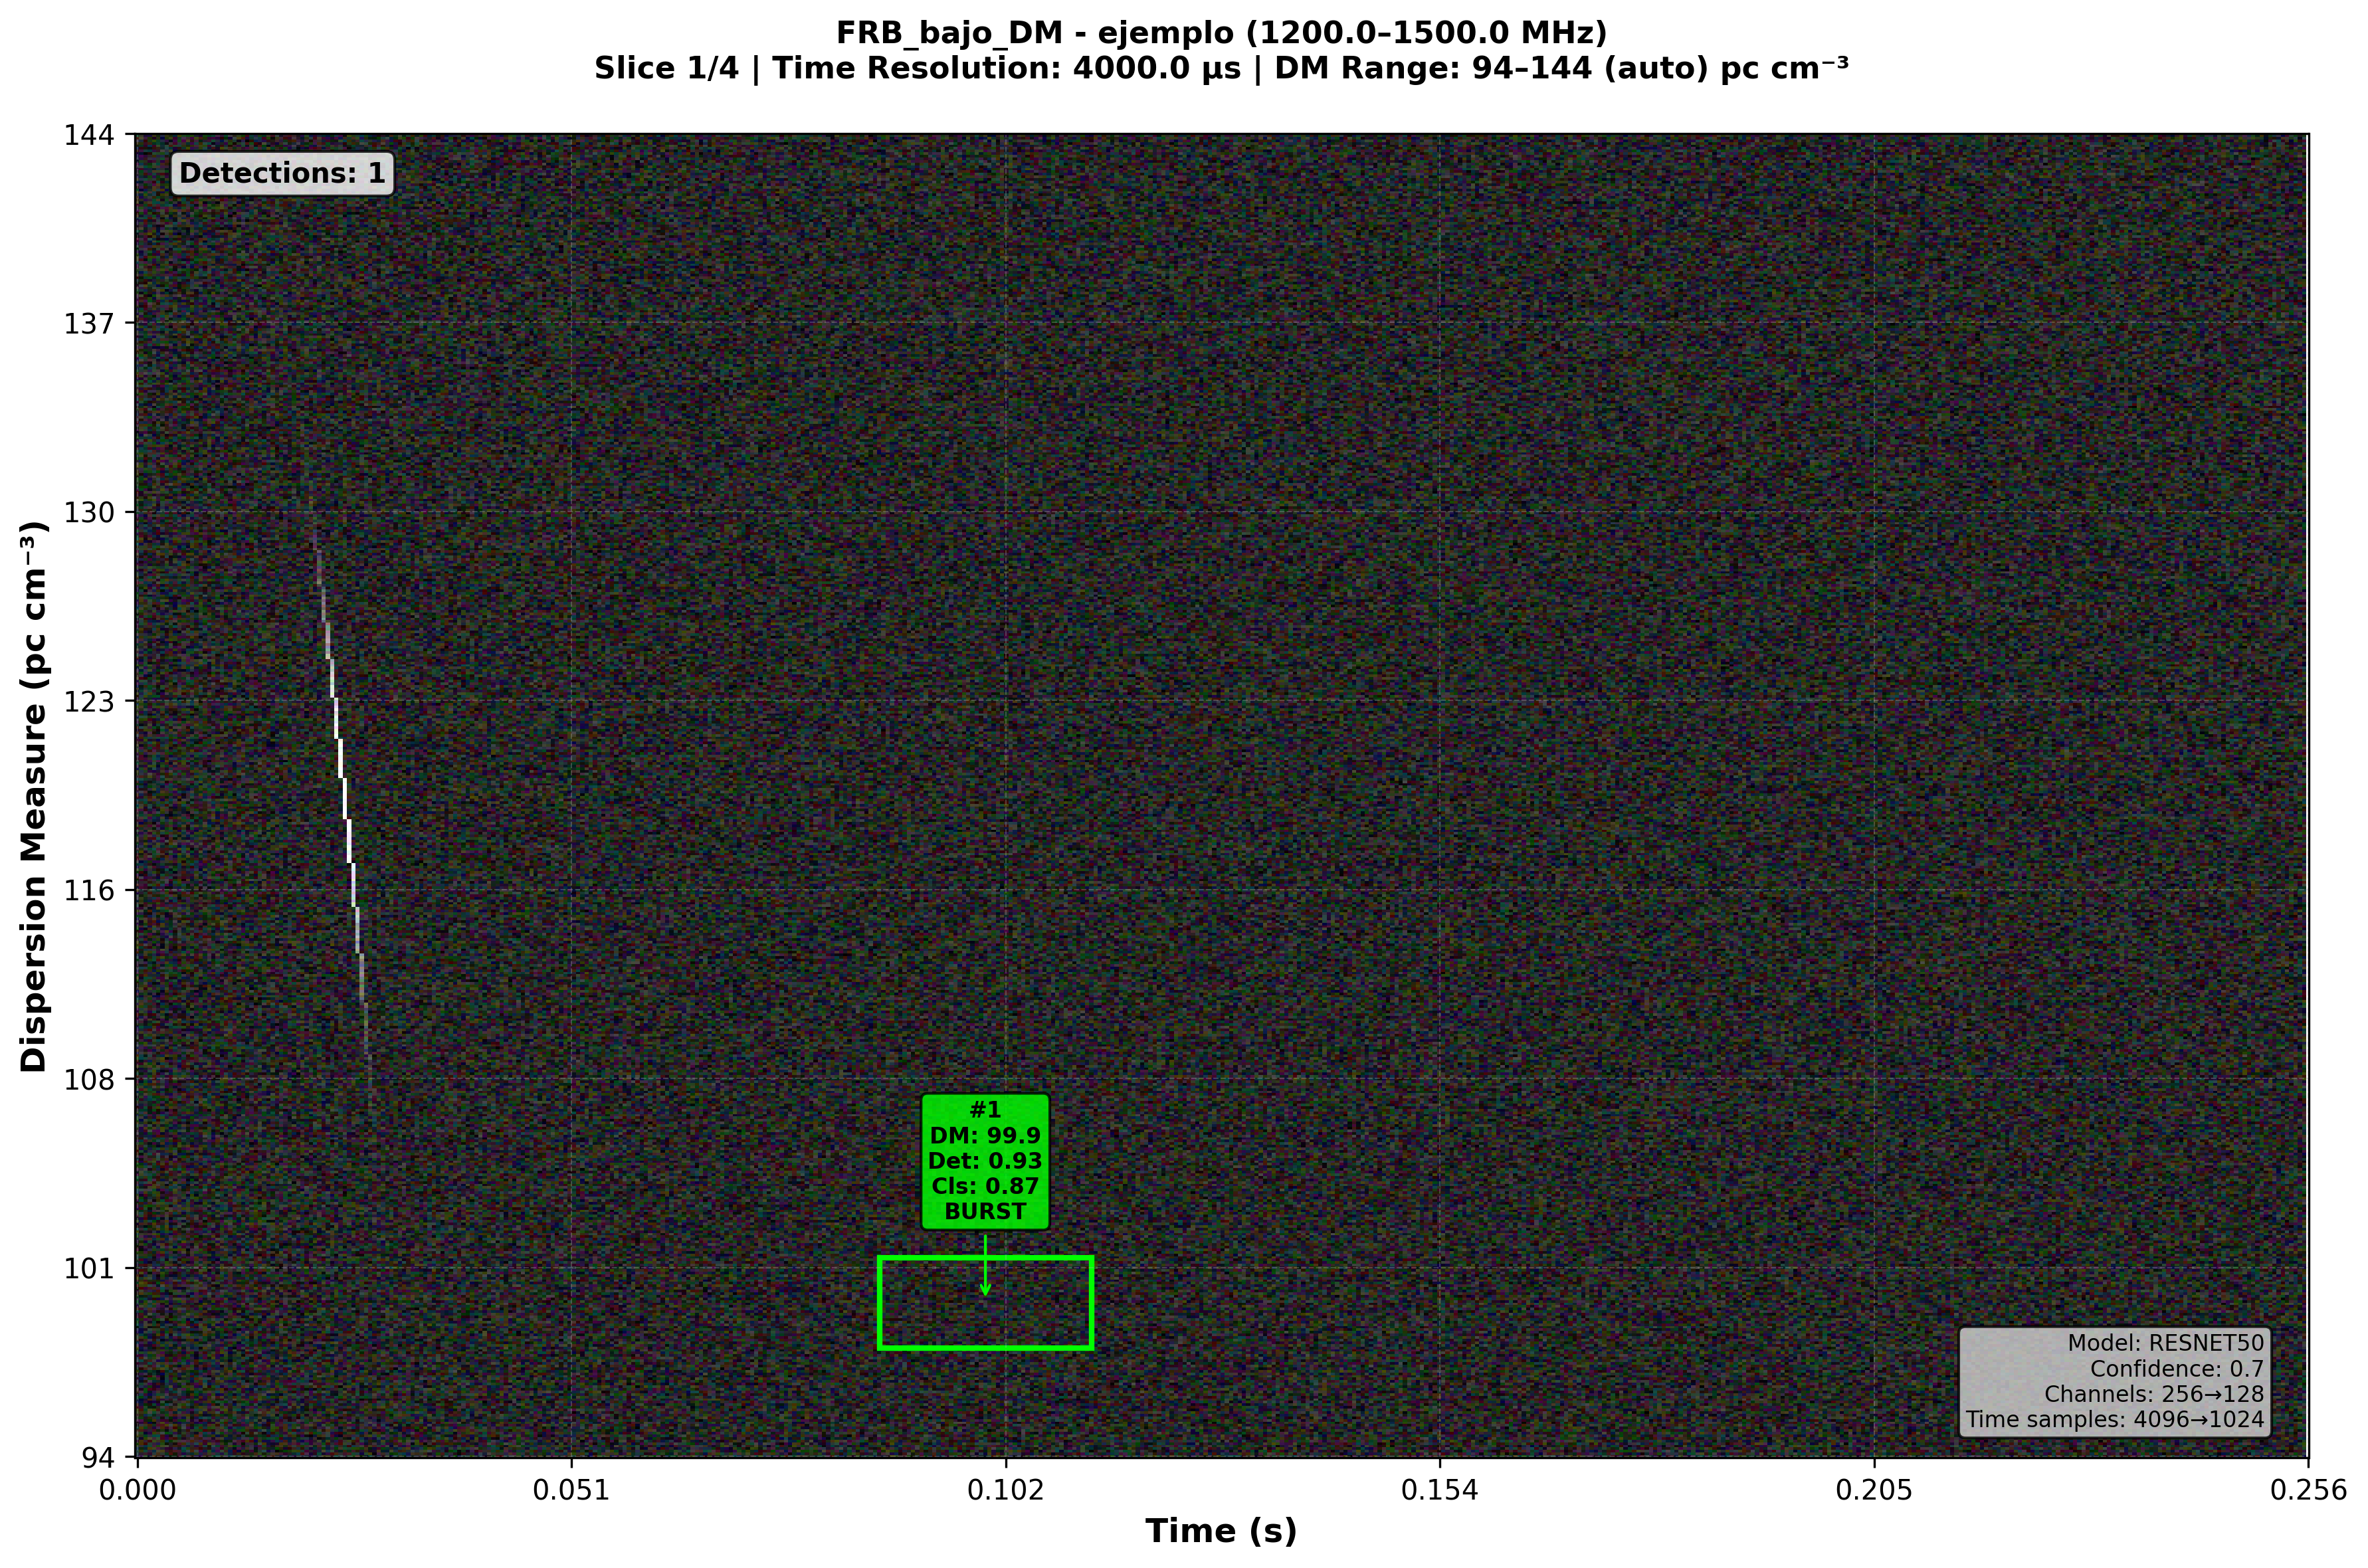 FRB_bajo_DM - ejemplo (1200.0–1500.0 MHz)
Slice 1/4 | Time Resolution: 4000.0 µs | DM Range: 94–144 (auto) pc cm⁻³
Detections: 1
Dispersion Measure (pc cm⁻³)
144
137
130
123
116
108
101
94
#1
DM: 99.9
Det: 0.93
Cls: 0.87
BURST
Model: RESNET50
Confidence: 0.7
Channels: 256→128
Time samples: 4096→1024
0.000
0.051
0.102
0.154
0.205
0.256
Time (s)